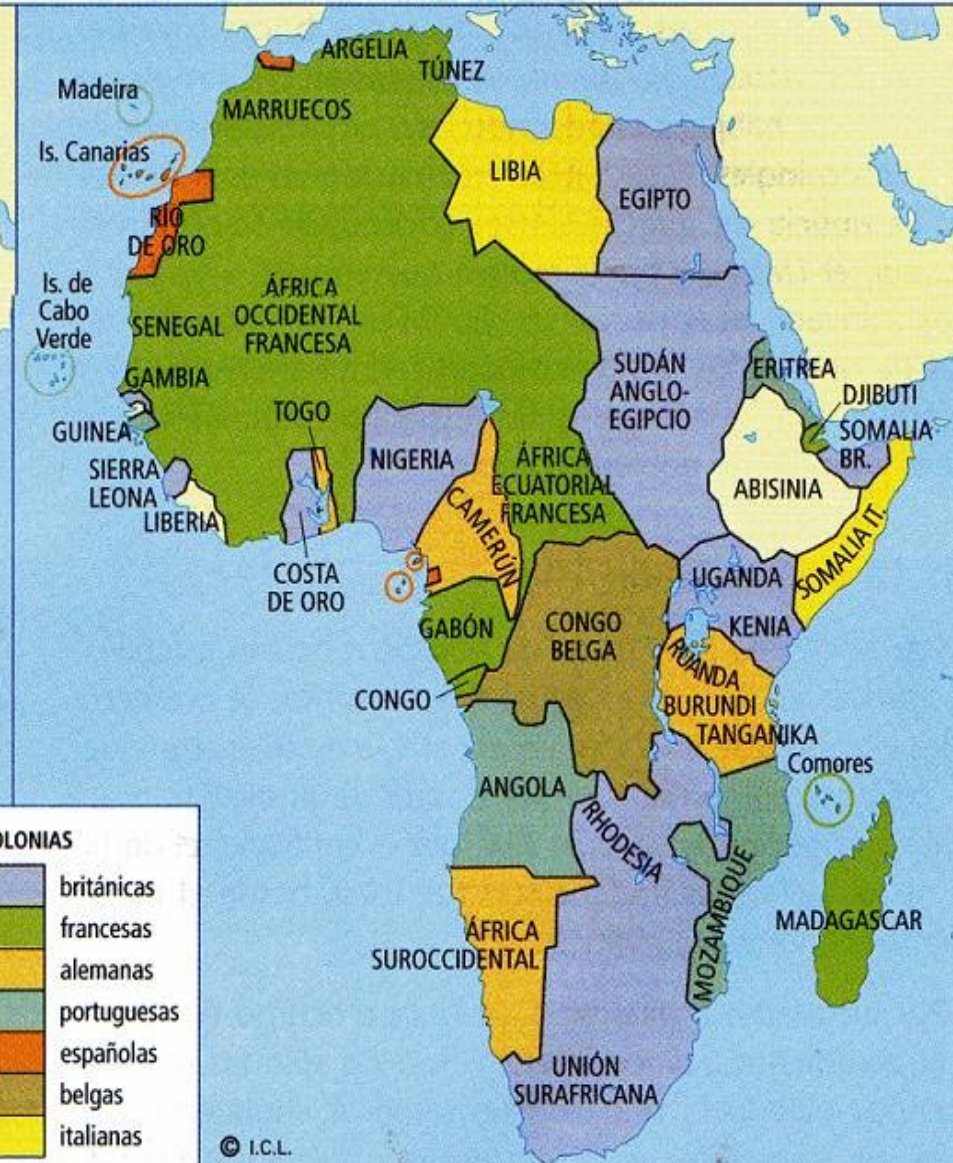 ARGELIA
TÚNEZ
Madeira
MARRUECOS
Is. Canarias
LIBIA
EGIPTO
RÍO
DE ORO
Is. de
Cabo
Verde
SENEGAL
ÁFRICA
OCCIDENTAL
FRANCESA
SUDÁN
ANGLO-
EGIPCIO
ERITREA
GAMBIA
DJIBUTI
TOGO
GUINEA
SOMALIA
BR.
NIGERIA
SIERRA
LEONA
ÁFRICA
ECUATORIAL
FRANCESA
ABISINIA
LIBERIA
CAMERÚN
SOMALIA IT.
COSTA
DE ORO
UGANDA
GABÓN
CONGO
BELGA
KENIA
RUANDA
CONGO
BURUNDI
TANGANIKA
Comores
ANGOLA
RHODESIA
MOZAMBIQUE
MADAGASCAR
ÁFRICA
SUROCCIDENTAL
UNIÓN
SURAFRICANA
OLONIAS
británicas
francesas
alemanas
portuguesas
españolas
belgas
italianas
© I.C.L.